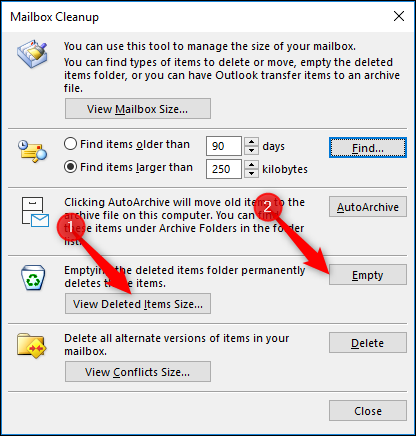 Mailbox Cleanup
You can use this tool to manage the size of your mailbox.
You can find types of items to delete or move, empty the deleted
items folder, or you can have Outlook transfer items to an archive
file.
View Mailbox Size...
Find items older than 90 days
Find...
Find items larger than 250 kilobytes
Clicking AutoArchive will move old items to the
AutoArchive
archive file on this computer. You can find
these items under Archive Folders in the folder
list.
1
2
Emptying the deleted items folder permanently
Empty
deletes these items.
View Deleted Items Size...
Delete all alternate versions of items in your
Delete
mailbox.
View Conflicts Size...
Close